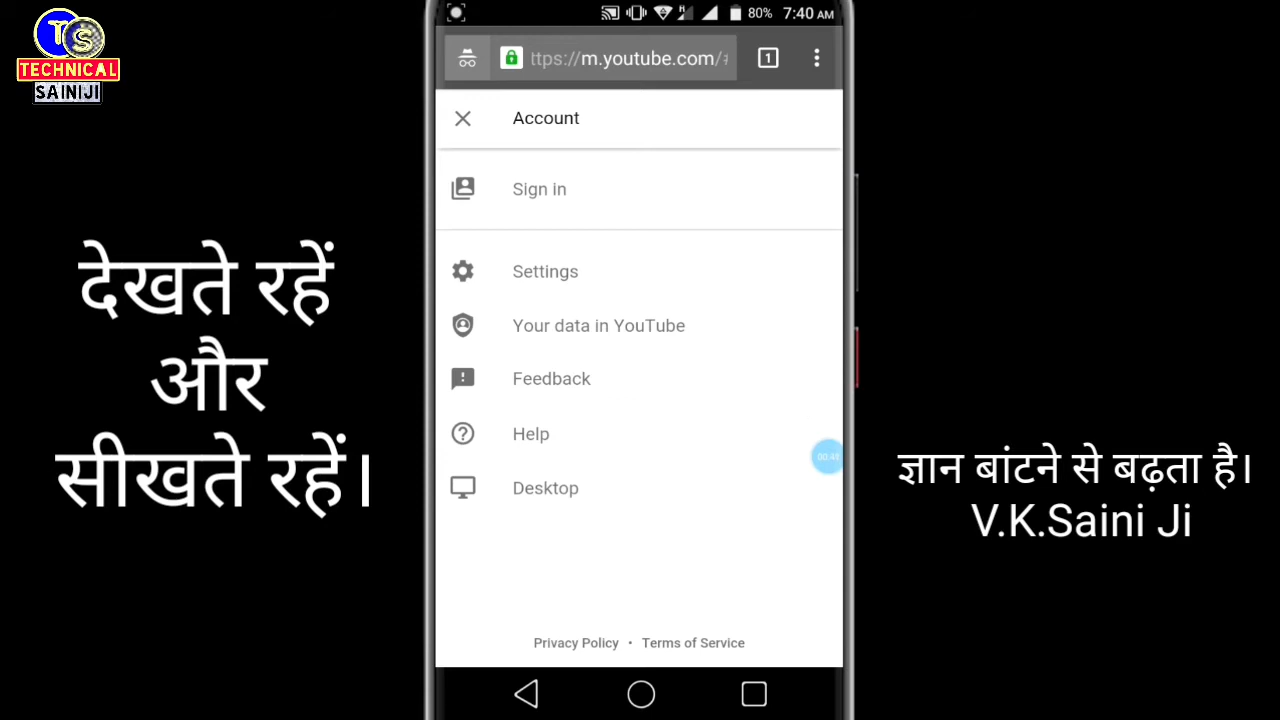 TS
TECHNICAL
SAINIJI
80% 7:40 AM
ttps://m.youtube.com/
1
Account
Sign in
Settings
Your data in YouTube
Feedback
Help
Desktop
Privacy Policy • Terms of Service
देखते रहें
और
सीखते रहें।
ज्ञान बांटने से बढ़ता है।
V.K.Saini Ji